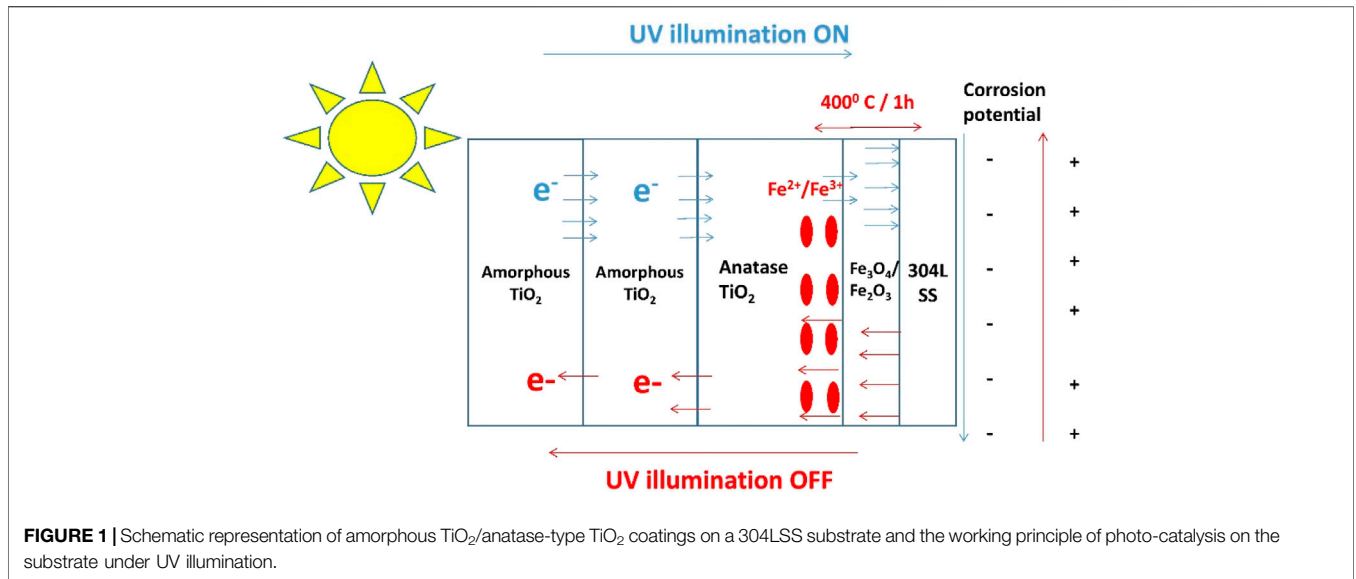 UV illumination ON
400⁰ C / 1h
Corrosion
potential
e⁻
e⁻
Fe²⁺/Fe³⁺
-
+
-
+
-
+
-
+
-
+
-
+
Amorphous
TiO₂
Amorphous
TiO₂
Anatase
TiO₂
Fe₃O₄/
Fe₂O₃
304L
SS
e-
e-
UV illumination OFF
FIGURE 1 | Schematic representation of amorphous TiO₂/anatase-type TiO₂ coatings on a 304LSS substrate and the working principle of photo-catalysis on the
substrate under UV illumination.